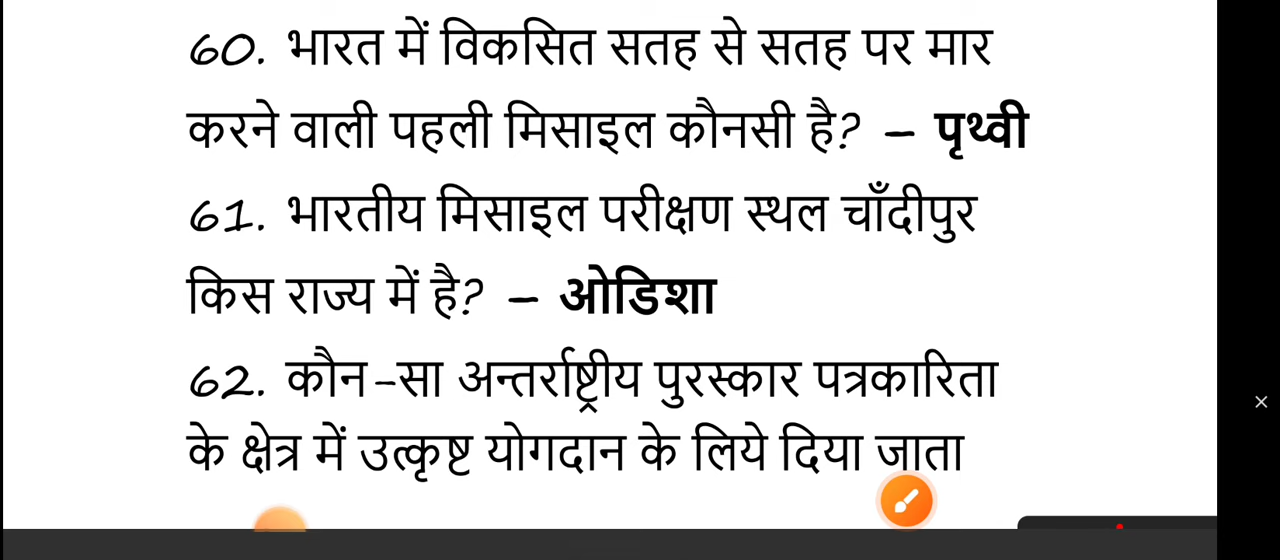 60. भारत में विकसित सतह से सतह पर मार
करने वाली पहली मिसाइल कौनसी है? – पृथ्वी
61. भारतीय मिसाइल परीक्षण स्थल चाँदीपुर
किस राज्य में है? – ओडिशा
62. कौन-सा अन्तर्राष्ट्रीय पुरस्कार पत्रकारिता
के क्षेत्र में उत्कृष्ट योगदान के लिये दिया जाता